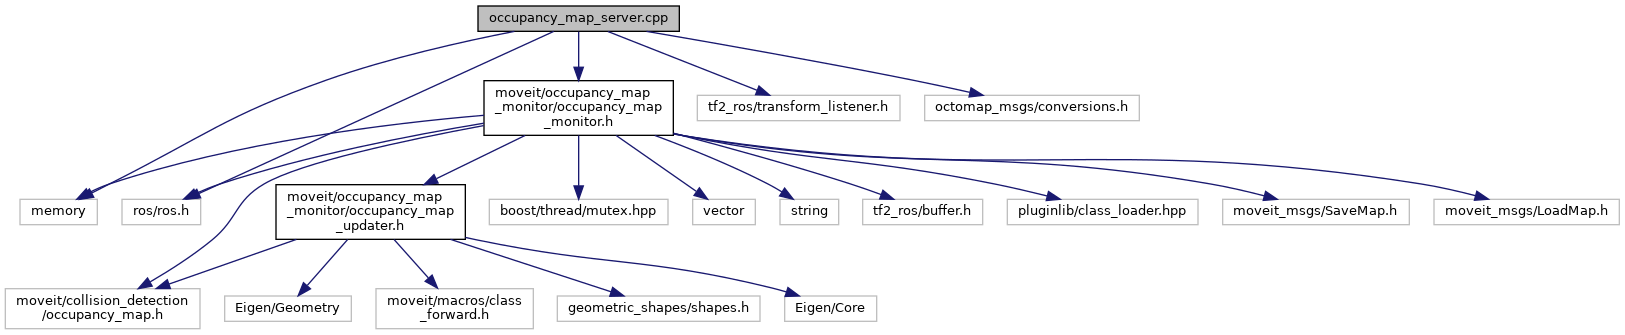 occupancy_map_server.cpp
moveit/occupancy_map
_monitor/occupancy_map
_monitor.h
tf2_ros/transform_listener.h
octomap_msgs/conversions.h
memory
ros/ros.h
moveit/occupancy_map
_monitor/occupancy_map
_updater.h
boost/thread/mutex.hpp
vector
string
tf2_ros/buffer.h
pluginlib/class_loader.hpp
moveit_msgs/SaveMap.h
moveit_msgs/LoadMap.h
moveit/collision_detection
/occupancy_map.h
Eigen/Geometry
moveit/macros/class
_forward.h
geometric_shapes/shapes.h
Eigen/Core